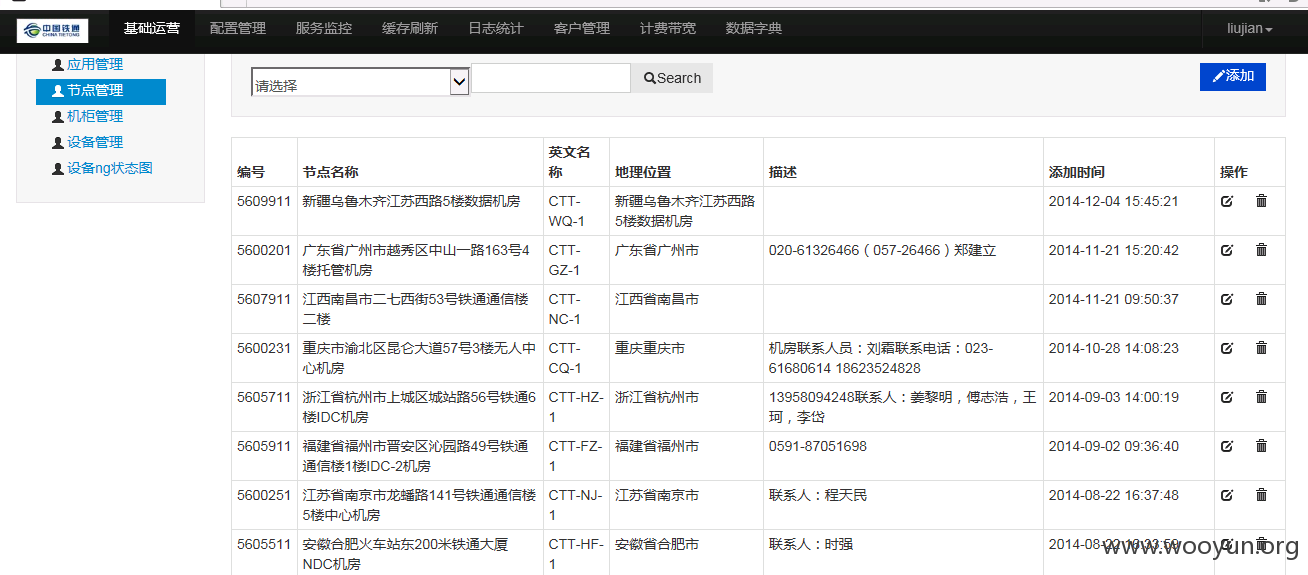 中国铁通
CHINA TIETONG
基础运营 配置管理 服务监控 缓存刷新 日志统计 客户管理 计费带宽 数据字典 liujian
应用管理
节点管理
机柜管理
设备管理
设备ng状态图
请选择 Search 添加
编号 节点名称 英文名称 地理位置 描述 添加时间 操作
5609911 新疆乌鲁木齐江苏西路5楼数据机房 CTT- 新疆乌鲁木齐江苏西路 2014-12-04 15:45:21
WQ-1 5楼数据机房
5600201 广东省广州市越秀区中山一路163号4 CTT- 广东省广州市 020-61326466（057-26466）郑建立 2014-11-21 15:20:42
楼托管机房 GZ-1
5607911 江西南昌市二七西街53号铁通通信楼 CTT- 江西省南昌市 2014-11-21 09:50:37
二楼 NC-1
5600231 重庆市渝北区昆仑大道57号3楼无人中 CTT- 重庆重庆市 机房联系人员：刘霜联系电话：023- 2014-10-28 14:08:23
心机房 CQ-1 61680614 18623524828
5605711 浙江省杭州市上城区城站路56号铁通6 CTT-HZ- 浙江省杭州市 13958094248联系人：姜黎明，傅志浩，王 2014-09-03 14:00:19
楼IDC机房 1 珂，李岱
5605911 福建省福州市晋安区沁园路49号铁通 CTT-FZ- 福建省福州市 0591-87051698 2014-09-02 09:36:40
通信楼1楼IDC-2机房 1
5600251 江苏省南京市龙蟠路141号铁通通信楼 CTT-NJ- 江苏省南京市 联系人：程天民 2014-08-22 16:37:48
5楼中心机房 1
5605511 安徽合肥火车站东200米铁通大厦 CTT-HF- 安徽省合肥市 联系人：时强 2014-08-22 16:33:59
NDC机房 1
www.wooyun.org